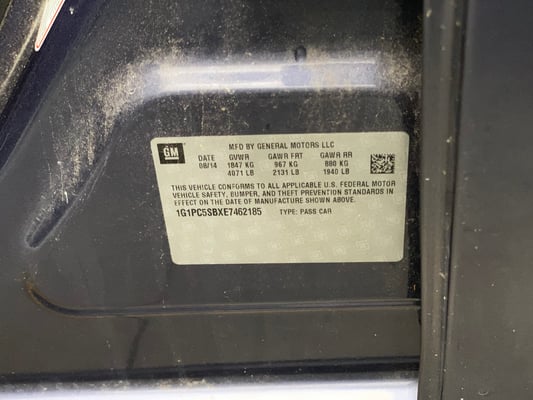 GM
MFD BY GENERAL MOTORS LLC
DATE GVWR GAWR FRT GAWR RR
08/14 1847 KG 967 KG 880 KG
4071 LB 2131 LB 1940 LB
THIS VEHICLE CONFORMS TO ALL APPLICABLE U.S. FEDERAL MOTOR
VEHICLE SAFETY, BUMPER, AND THEFT PREVENTION STANDARDS IN
EFFECT ON THE DATE OF MANUFACTURE SHOWN ABOVE.
1G1PC5SBXE7462185 TYPE: PASS CAR